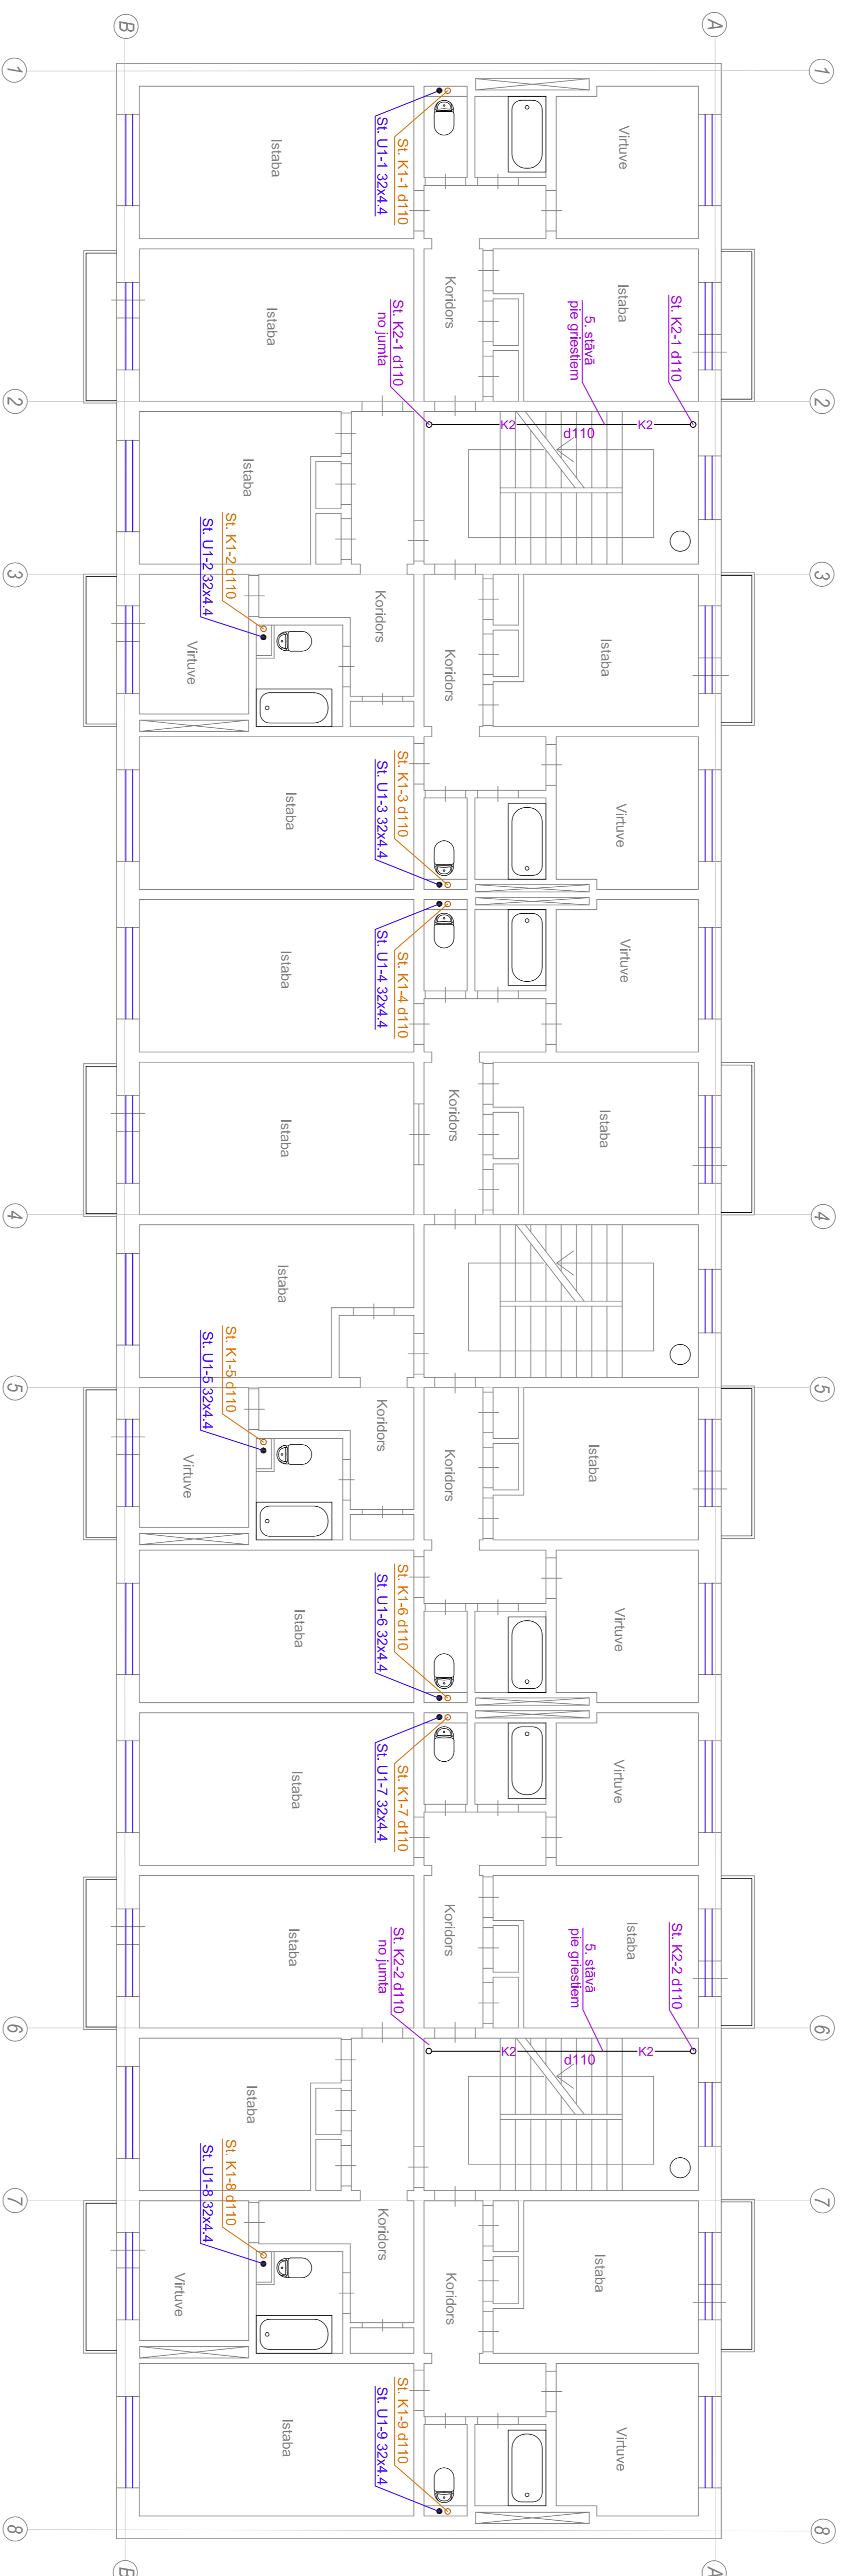 B
A
1
1
Istaba
St. U1-1 32x4.4
St. K1-1 d110
Virtuve
Istaba
St. K2-1 d110
no jumta
Koridors
5. stāvā
pie griestiem
Istaba
St. K2-1 d110
2
2
Istaba
K2
d110
K2
St. U1-2 32x4.4
St. K1-2 d110
3
3
Virtuve
Koridors
Koridors
Istaba
Istaba
St. U1-3 32x4.4
St. K1-3 d110
Virtuve
Istaba
St. U1-4 32x4.4
St. K1-4 d110
Virtuve
Istaba
Koridors
Istaba
4
4
Istaba
St. U1-5 32x4.4
St. K1-5 d110
5
5
Virtuve
Koridors
Koridors
Istaba
Istaba
St. U1-6 32x4.4
St. K1-6 d110
Virtuve
Istaba
St. U1-7 32x4.4
St. K1-7 d110
Virtuve
Istaba
St. K2-2 d110
no jumta
Koridors
5. stāvā
pie griestiem
Istaba
St. K2-2 d110
6
6
Istaba
K2
d110
K2
St. U1-8 32x4.4
St. K1-8 d110
7
7
Virtuve
Koridors
Koridors
Istaba
Istaba
St. U1-9 32x4.4
St. K1-9 d110
Virtuve
8
8
B
A